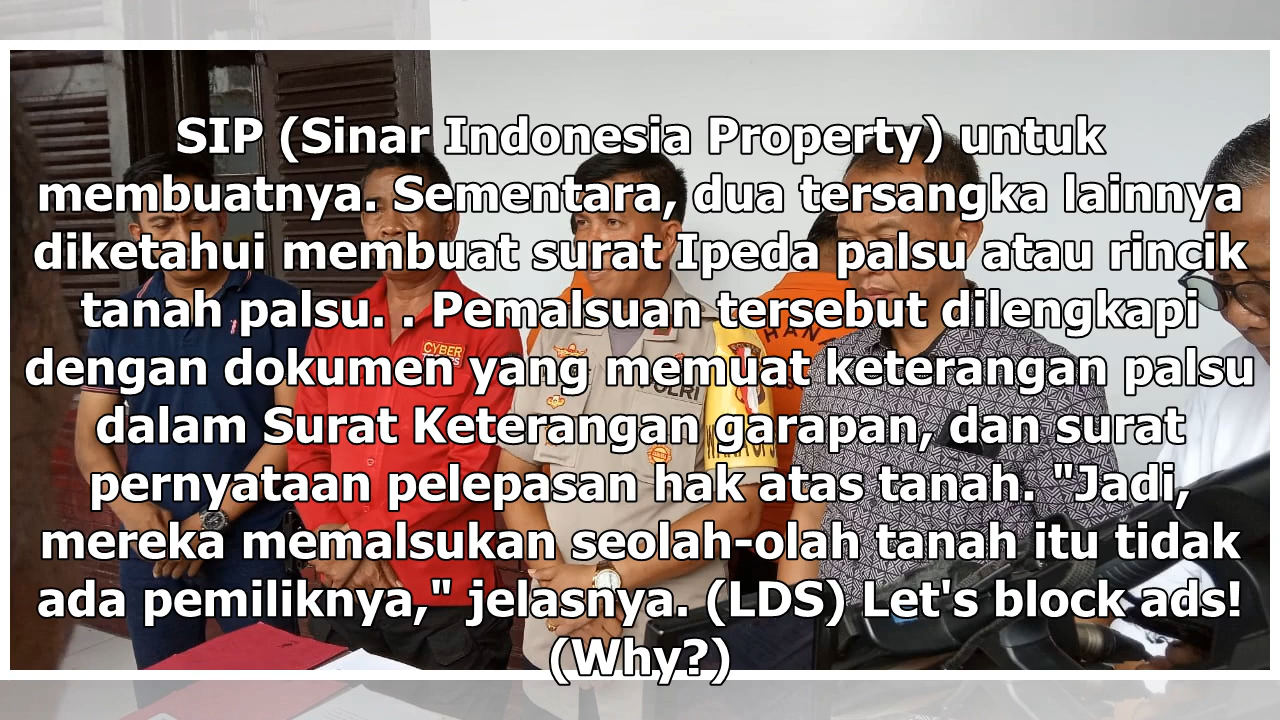 SIP (Sinar Indonesia Property) untuk
membuatnya. Sementara, dua tersangka lainnya
diketahui membuat surat Ipeda palsu atau rincik
tanah palsu. . Pemalsuan tersebut dilengkapi
dengan dokumen yang memuat keterangan palsu
dalam Surat Keterangan garapan, dan surat
pernyataan pelepasan hak atas tanah. "Jadi,
mereka memalsukan seolah-olah tanah itu tidak
ada pemiliknya," jelasnya. (LDS) Let's block ads!
(Why?)
CYBER